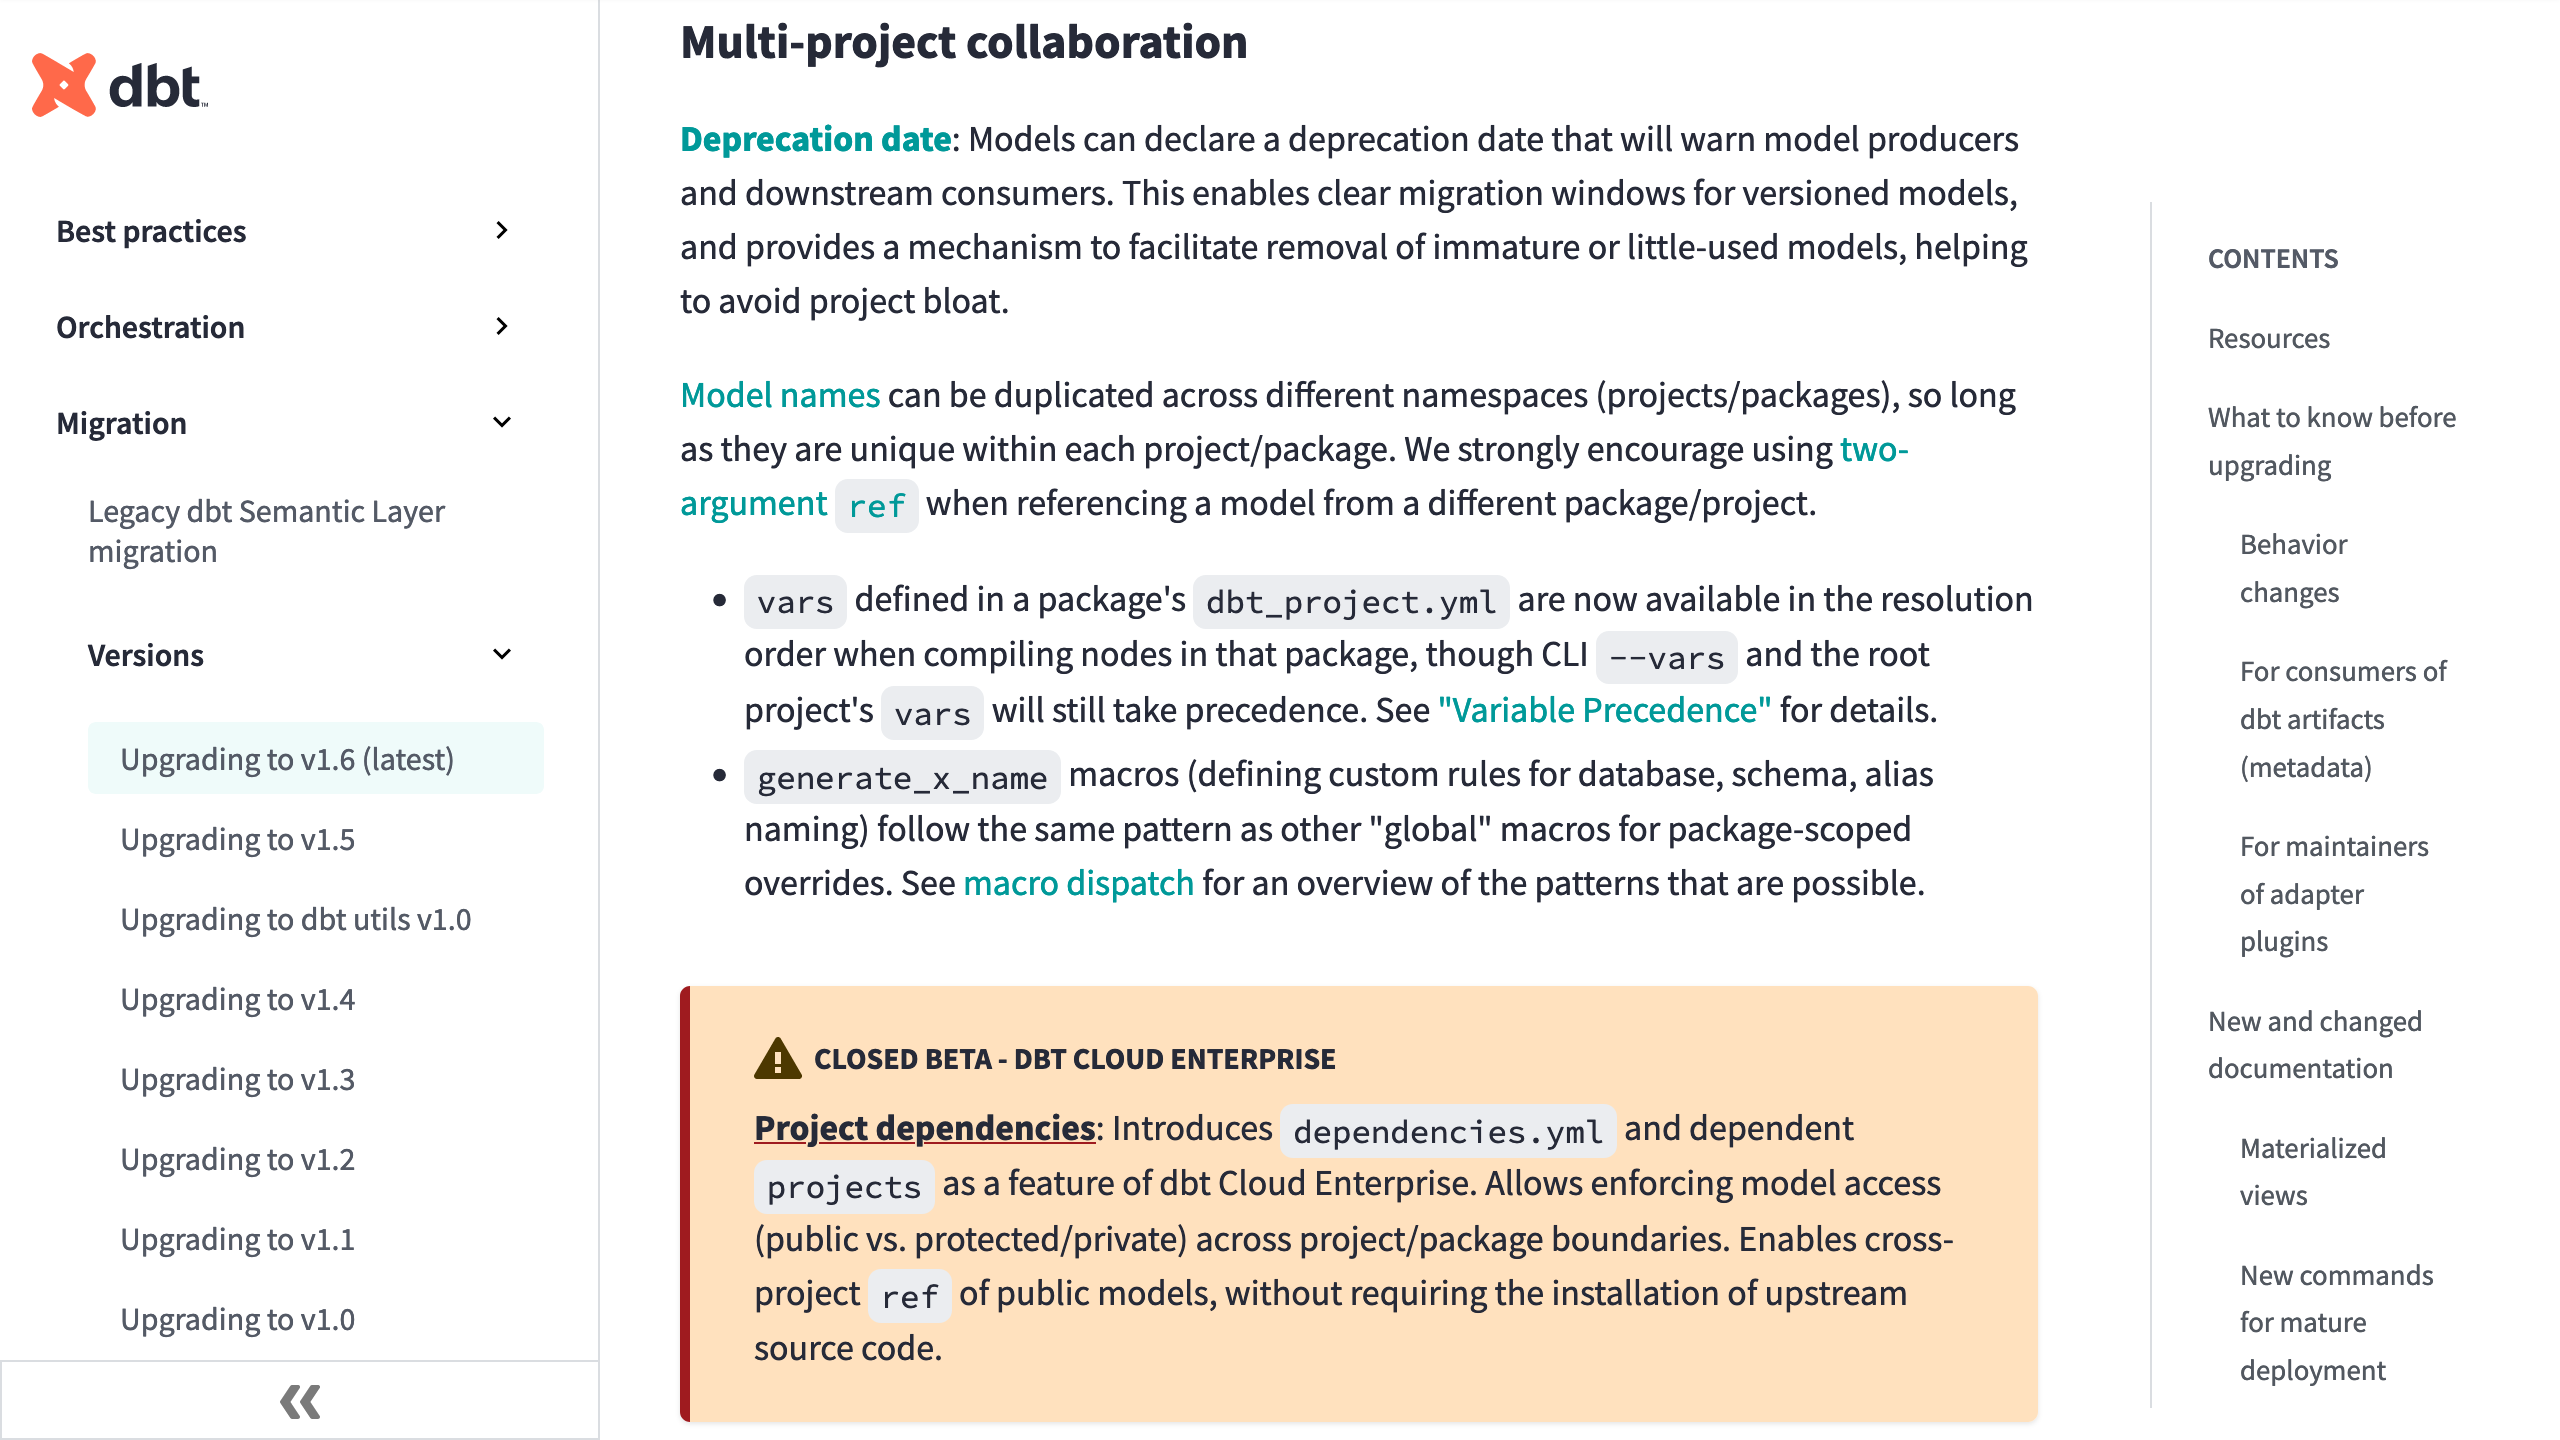 dbt™
Best practices
Orchestration
Migration
Legacy dbt Semantic Layer
migration
Versions
Upgrading to v1.6 (latest)
Upgrading to v1.5
Upgrading to dbt utils v1.0
Upgrading to v1.4
Upgrading to v1.3
Upgrading to v1.2
Upgrading to v1.1
Upgrading to v1.0
Multi-project collaboration
Deprecation date: Models can declare a deprecation date that will warn model producers
and downstream consumers. This enables clear migration windows for versioned models,
and provides a mechanism to facilitate removal of immature or little-used models, helping
to avoid project bloat.
Model names can be duplicated across different namespaces (projects/packages), so long
as they are unique within each project/package. We strongly encourage using two-
argument ref when referencing a model from a different package/project.
• vars defined in a package's dbt_project.yml are now available in the resolution
order when compiling nodes in that package, though CLI --vars and the root
project's vars will still take precedence. See "Variable Precedence" for details.
• generate_x_name macros (defining custom rules for database, schema, alias
naming) follow the same pattern as other "global" macros for package-scoped
overrides. See macro dispatch for an overview of the patterns that are possible.
CLOSED BETA - DBT CLOUD ENTERPRISE
Project dependencies: Introduces dependencies.yml and dependent
projects as a feature of dbt Cloud Enterprise. Allows enforcing model access
(public vs. protected/private) across project/package boundaries. Enables cross-
project ref of public models, without requiring the installation of upstream
source code.
CONTENTS
Resources
What to know before
upgrading
Behavior
changes
For consumers of
dbt artifacts
(metadata)
For maintainers
of adapter
plugins
New and changed
documentation
Materialized
views
New commands
for mature
deployment